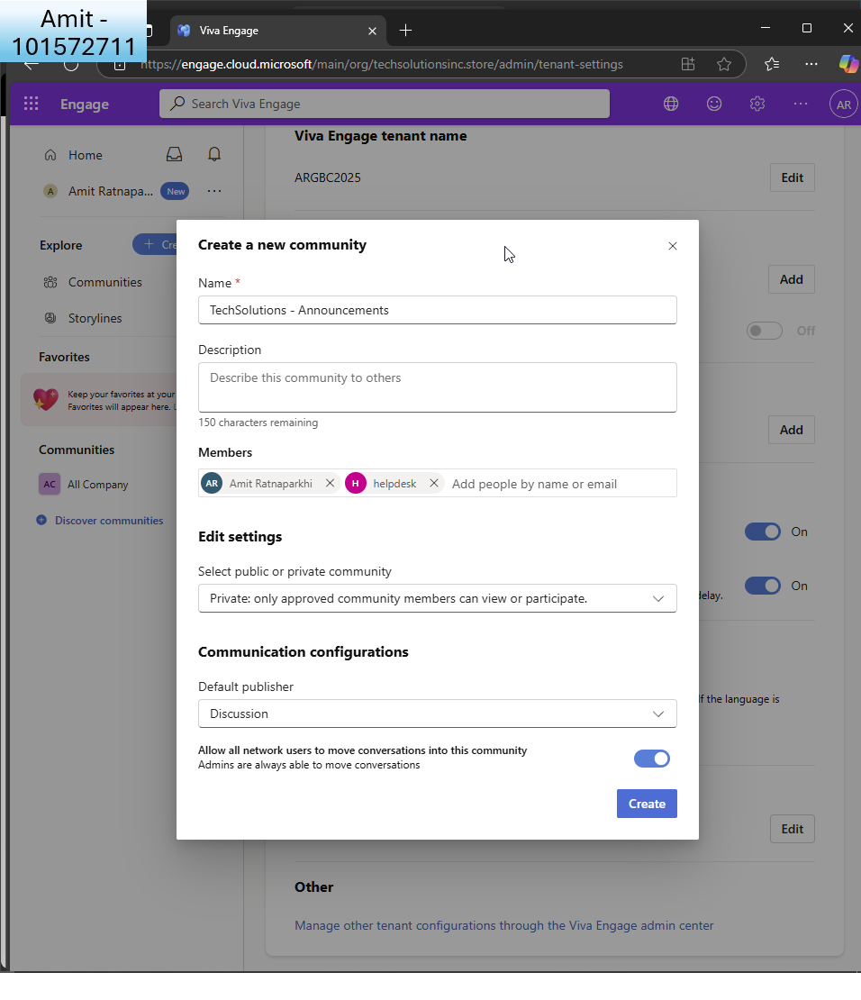 Amit -
101572711
Viva Engage
https://engage.cloud.microsoft/main/org/techsolutionsinc.store/admin/tenant-settings
Engage
Search Viva Engage
AR
Home
A
Amit Ratnapa...
New
Explore
Cre
Communities
Storylines
Favorites
Keep your favorites at your
Favorites will appear here.
Communities
AC
All Company
Discover communities
Viva Engage tenant name
ARGBC2025
Edit
Add
Off
Add
On
delay.
On
If the language is
Edit
Other
Manage other tenant configurations through the Viva Engage admin center
Create a new community
Name *
TechSolutions - Announcements
Description
Describe this community to others
150 characters remaining
Members
AR
Amit Ratnaparkhi
H
helpdesk
Add people by name or email
Edit settings
Select public or private community
Private: only approved community members can view or participate.
Communication configurations
Default publisher
Discussion
Allow all network users to move conversations into this community
Admins are always able to move conversations
Create